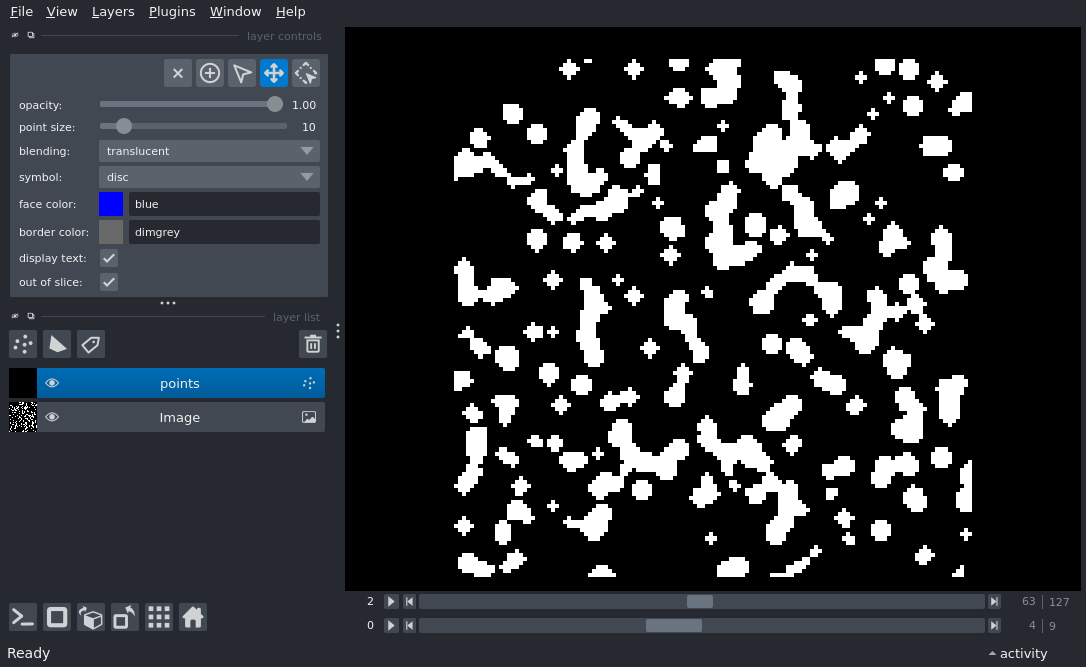 File View Layers Plugins Window Help
layer controls
opacity: 1.00
point size: 10
blending: translucent
symbol: disc
face color: blue
border color: dimgrey
display text:
out of slice:
layer list
points
Image
2 63 127
0 4 9
Ready activity